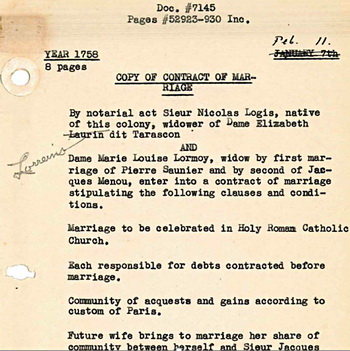 Doc. #7145
Pages #52923-930 Inc.
Feb. 11.
YEAR 1758 JANUARY 7th
8 pages
COPY OF CONTRACT OF MAR-
RIAGE
By notarial act Sieur Nicolas Logis, native
of this colony, widower of Dame Elizabeth
Laurin dit Tarascon
Lorreins
AND
Dame Marie Louise Lormoy, widow by first mar-
riage of Pierre Saunier and by second of Jac-
ques Menou, enter into a contract of marriage
stipulating the following clauses and condi-
tions.
Marriage to be celebrated in Holy Romam Catholic
Church.
Each responsible for debts contracted before
marriage.
Community of acquests and gains according to
custom of Paris.
Future wife brings to marriage her share of
community between herself and Sieur Jacques